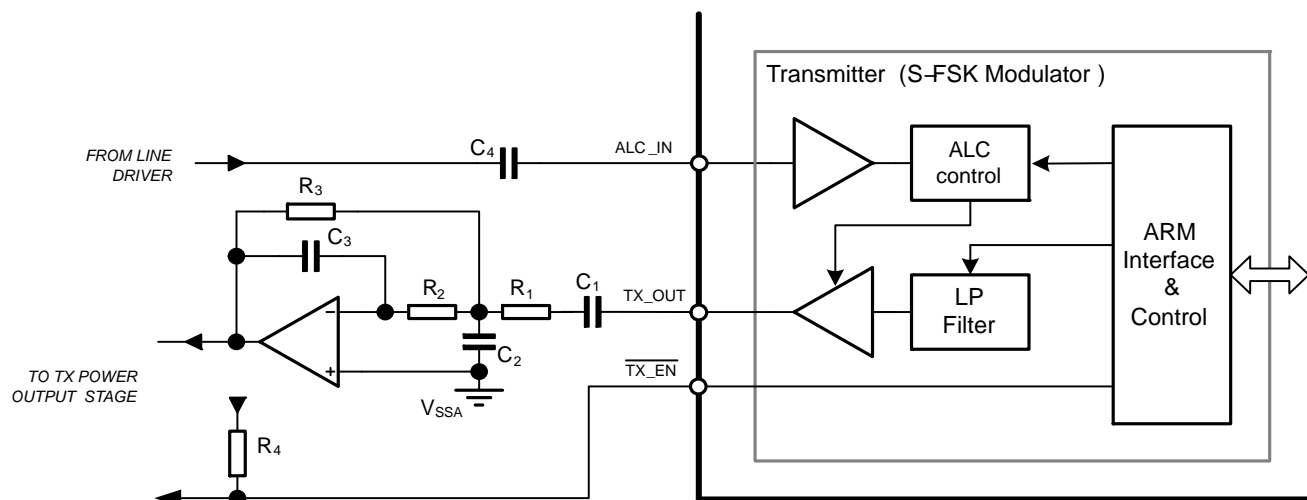 Transmitter (S–FSK Modulator )
FROM LINE
DRIVER
C4
ALC_IN
ALC
control
R3
C3
R2
R1
C1
TX_OUT
LP
Filter
ARM
Interface
&
Control
–
+
C2
VSSA
TX_EN
TO TX POWER
OUTPUT STAGE
R4